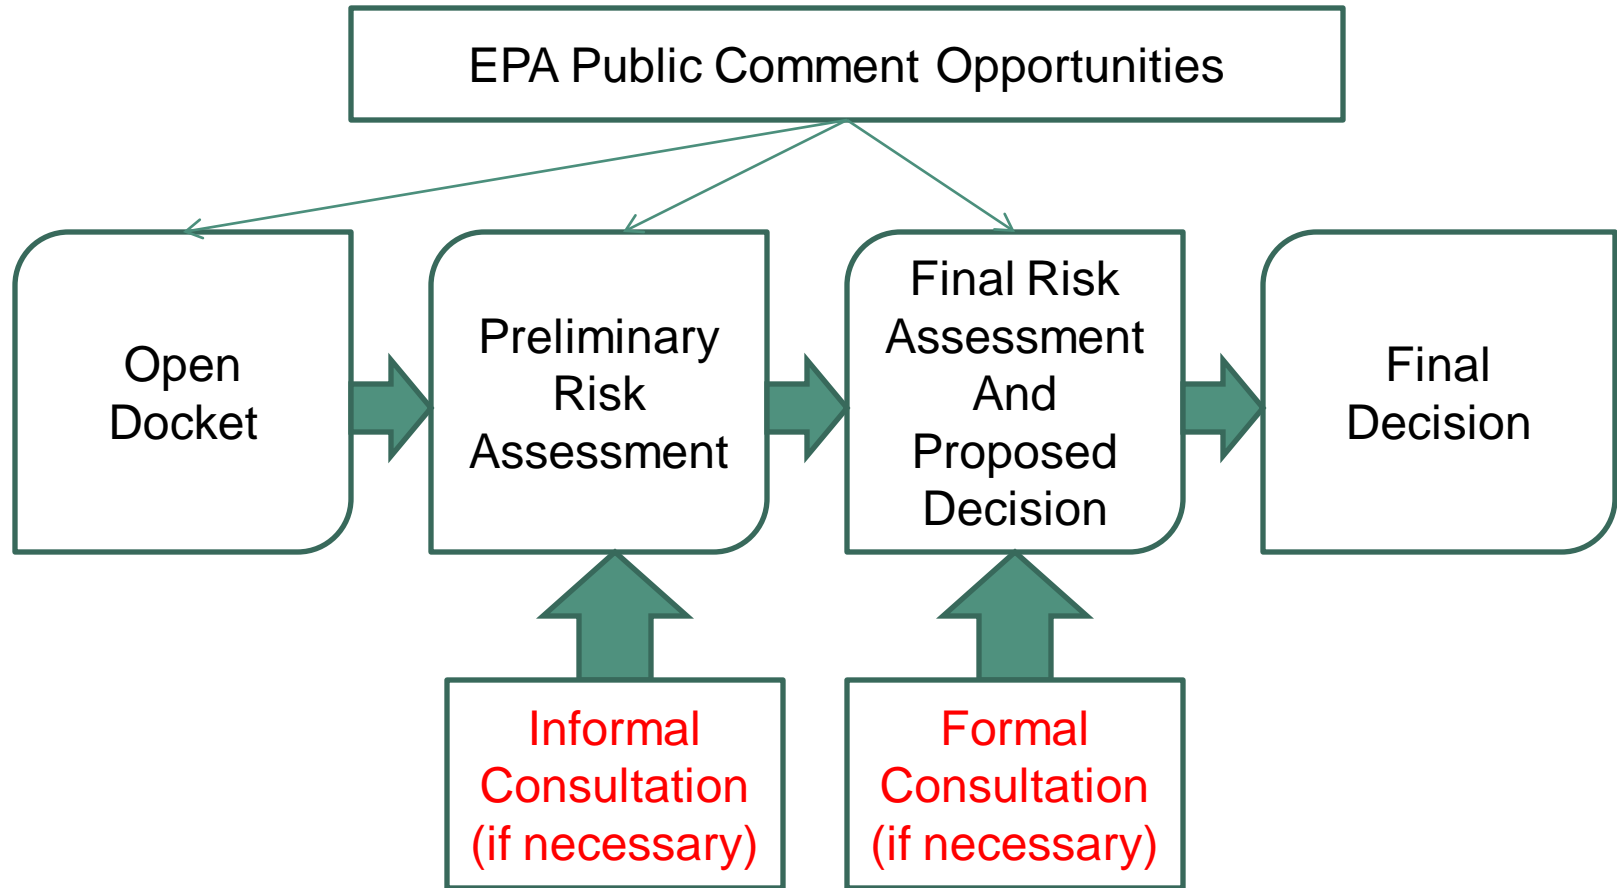 EPA Public Comment Opportunities
Open
Docket
Preliminary
Risk
Assessment
Final Risk
Assessment
And
Proposed
Decision
Final
Decision
Informal
Consultation
(if necessary)
Formal
Consultation
(if necessary)